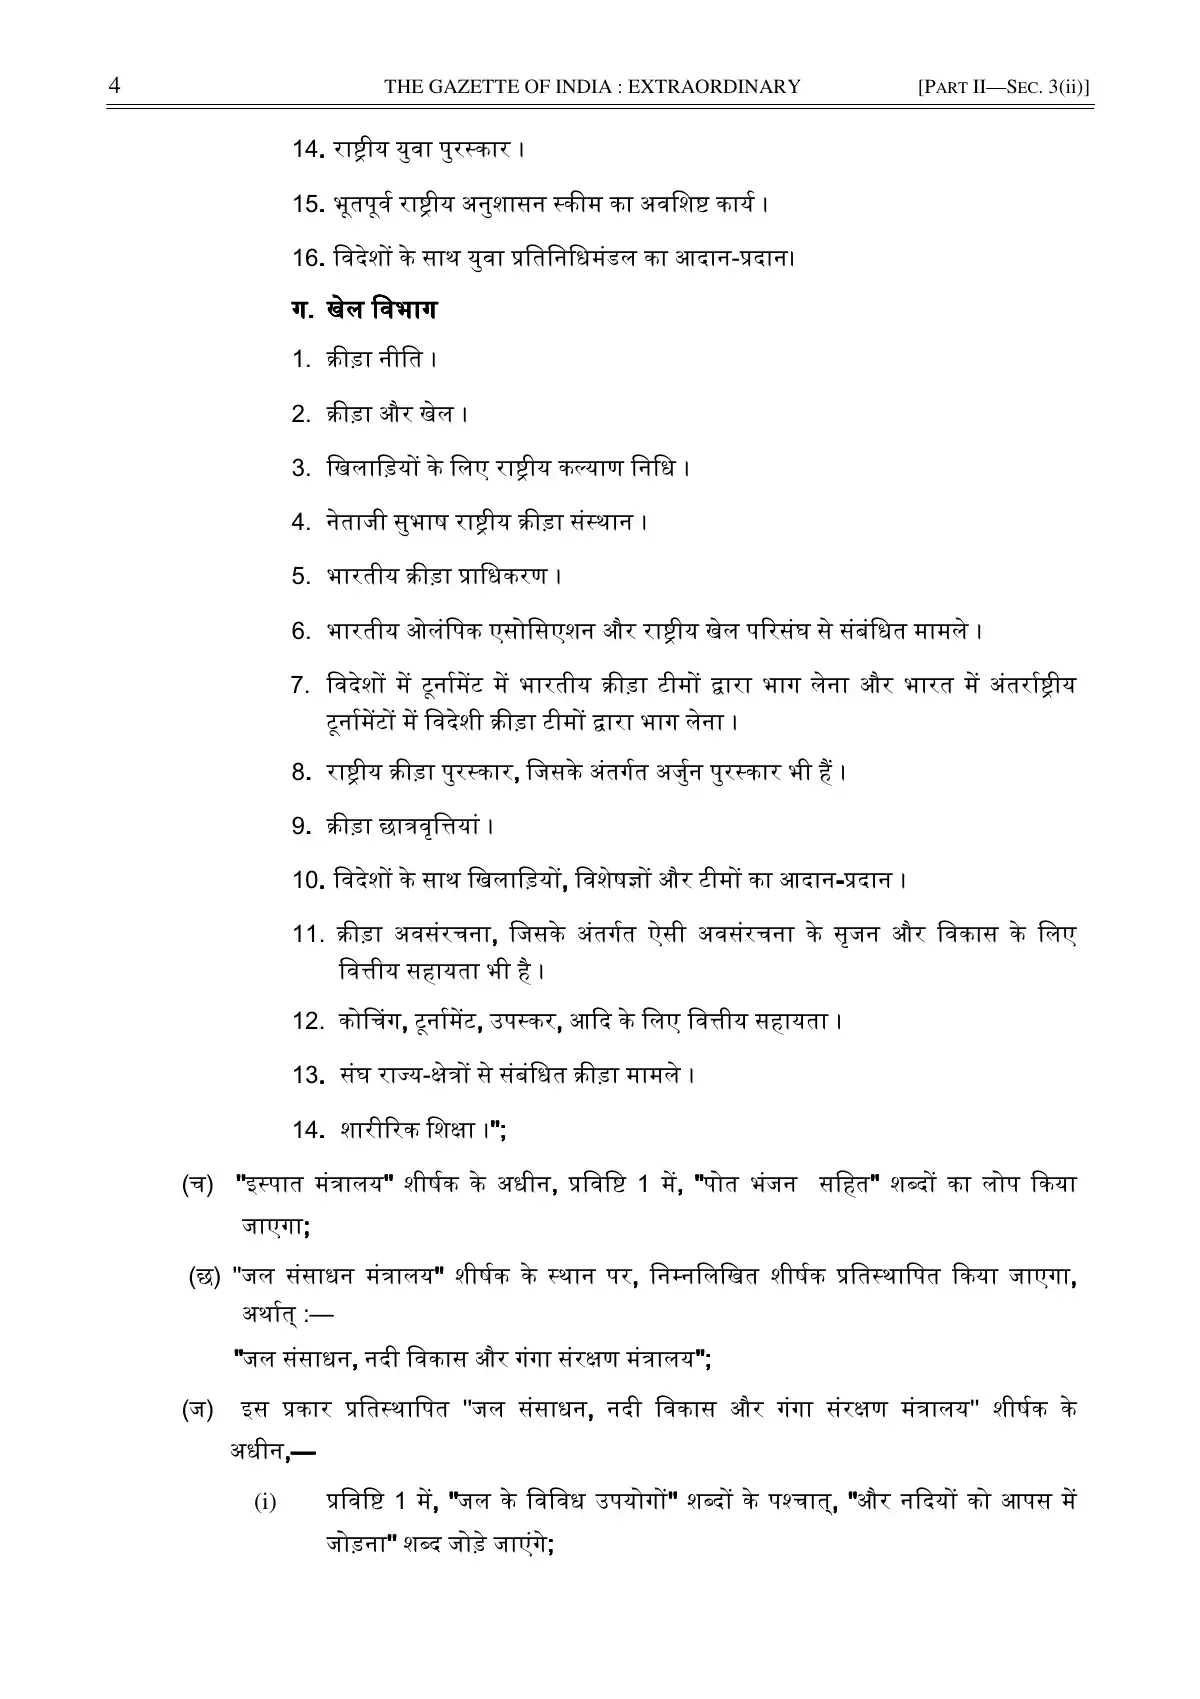 4 THE GAZETTE OF INDIA : EXTRAORDINARY [PART II—SEC. 3(ii)]
14. राष्ट्रीय युवा पुरस्कार ।
15. भूतपूर्व राष्ट्रीय अनुशासन स्कीम का अवशिष्ट कार्य ।
16. विदेशों के साथ युवा प्रतिनिधिमंडल का आदान-प्रदान।
ग. खेल विभाग
1. क्रीड़ा नीति ।
2. क्रीड़ा और खेल ।
3. खिलाड़ियों के लिए राष्ट्रीय कल्याण निधि ।
4. नेताजी सुभाष राष्ट्रीय क्रीड़ा संस्थान ।
5. भारतीय क्रीड़ा प्राधिकरण ।
6. भारतीय ओलंपिक एसोसिएशन और राष्ट्रीय खेल परिसंघ से संबंधित मामले ।
7. विदेशों में टूर्नामेंट में भारतीय क्रीड़ा टीमों द्वारा भाग लेना और भारत में अंतर्राष्ट्रीय
टूर्नामेंटों में विदेशी क्रीड़ा टीमों द्वारा भाग लेना ।
8. राष्ट्रीय क्रीड़ा पुरस्कार, जिसके अंतर्गत अर्जुन पुरस्कार भी हैं ।
9. क्रीड़ा छात्रवृत्तियां ।
10. विदेशों के साथ खिलाड़ियों, विशेषज्ञों और टीमों का आदान-प्रदान ।
11. क्रीड़ा अवसंरचना, जिसके अंतर्गत ऐसी अवसंरचना के सृजन और विकास के लिए
वित्तीय सहायता भी है ।
12. कोचिंग, टूर्नामेंट, उपस्कर, आदि के लिए वित्तीय सहायता ।
13. संघ राज्य-क्षेत्रों से संबंधित क्रीड़ा मामले ।
14. शारीरिक शिक्षा ।";
(च) "इस्पात मंत्रालय" शीर्षक के अधीन, प्रविष्टि 1 में, "पोत भंजन सहित" शब्दों का लोप किया
जाएगा;
(छ) "जल संसाधन मंत्रालय" शीर्षक के स्थान पर, निम्नलिखित शीर्षक प्रतिस्थापित किया जाएगा,
अर्थात् :—
"जल संसाधन, नदी विकास और गंगा संरक्षण मंत्रालय";
(ज) इस प्रकार प्रतिस्थापित "जल संसाधन, नदी विकास और गंगा संरक्षण मंत्रालय" शीर्षक के
अधीन,—
(i) प्रविष्टि 1 में, "जल के विविध उपयोगों" शब्दों के पश्चात्, "और नदियों को आपस में
जोड़ना" शब्द जोड़े जाएंगे;